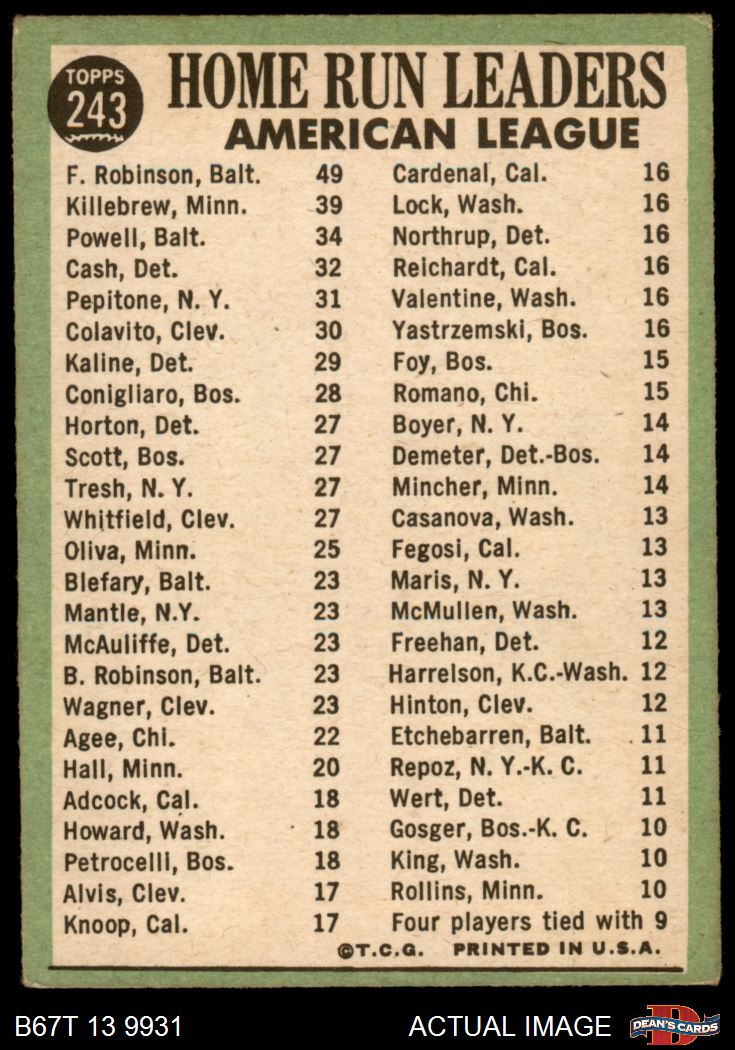 TOPPS
243
HOME RUN LEADERS
AMERICAN LEAGUE
F. Robinson, Balt. 49
Killebrew, Minn. 39
Powell, Balt. 34
Cash, Det. 32
Pepitone, N. Y. 31
Colavito, Clev. 30
Kaline, Det. 29
Conigliaro, Bos. 28
Horton, Det. 27
Scott, Bos. 27
Tresh, N. Y. 27
Whitfield, Clev. 27
Oliva, Minn. 25
Blefary, Balt. 23
Mantle, N.Y. 23
McAuliffe, Det. 23
B. Robinson, Balt. 23
Wagner, Clev. 23
Agee, Chi. 22
Hall, Minn. 20
Adcock, Cal. 18
Howard, Wash. 18
Petrocelli, Bos. 18
Alvis, Clev. 17
Knoop, Cal. 17
Cardenal, Cal. 16
Lock, Wash. 16
Northrup, Det. 16
Reichardt, Cal. 16
Valentine, Wash. 16
Yastrzemski, Bos. 16
Foy, Bos. 15
Romano, Chi. 15
Boyer, N. Y. 14
Demeter, Det.-Bos. 14
Mincher, Minn. 14
Casanova, Wash. 13
Fegosi, Cal. 13
Maris, N. Y. 13
McMullen, Wash. 13
Freehan, Det. 12
Harrelson, K.C.-Wash. 12
Hinton, Clev. 12
Etchebarren, Balt. 11
Repoz, N. Y.-K. C. 11
Wert, Det. 11
Gosger, Bos.-K. C. 10
King, Wash. 10
Rollins, Minn. 10
Four players tied with 9
©T.C.G. PRINTED IN U.S.A.
B67T 13 9931
ACTUAL IMAGE
D
DEAN'S CARDS